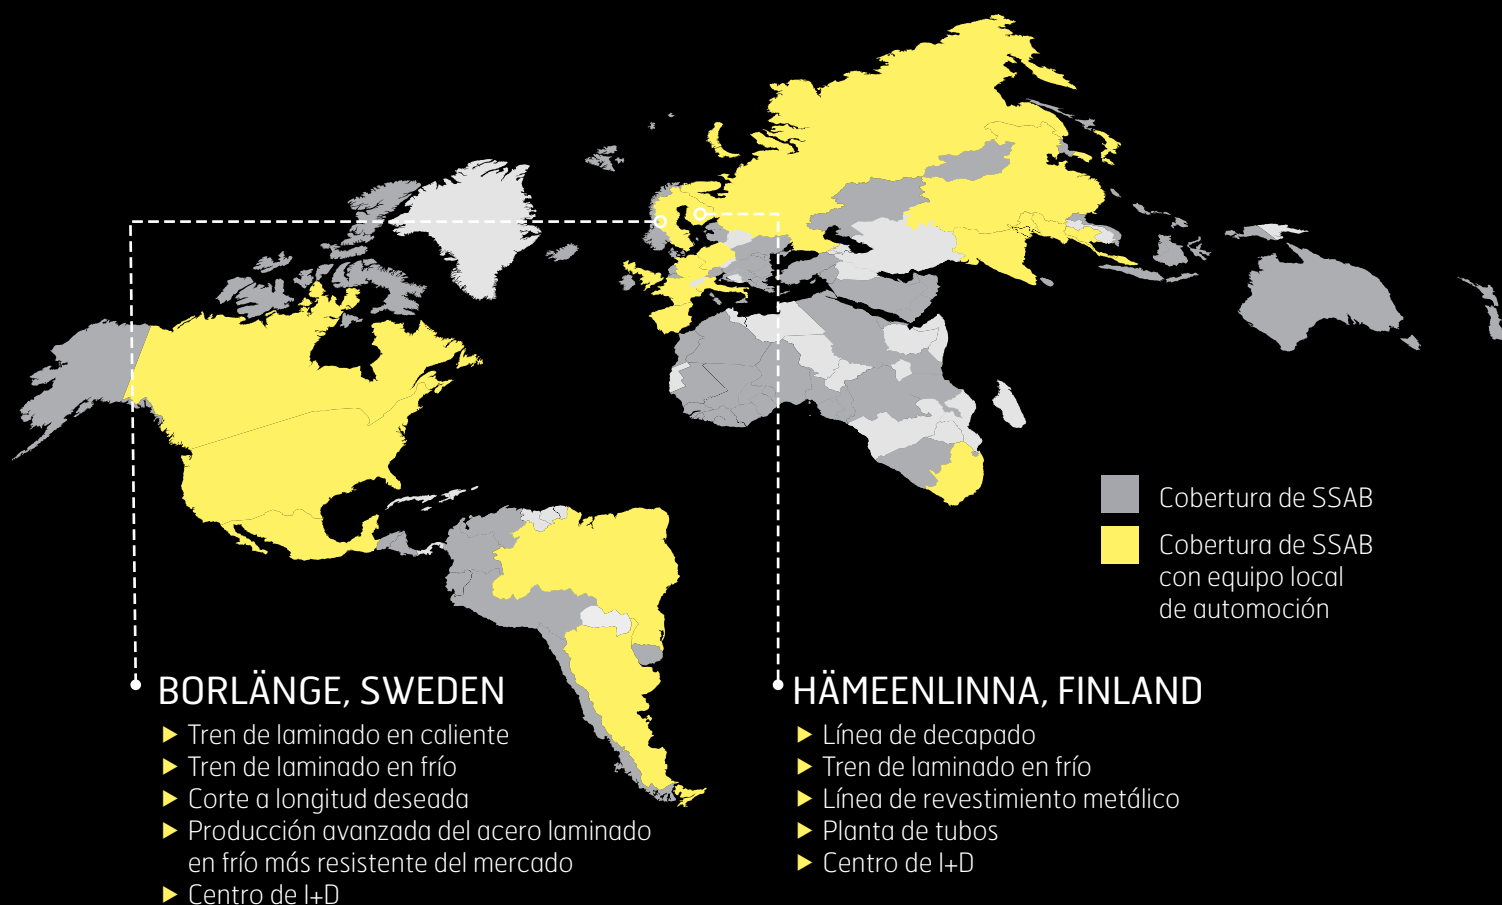 Cobertura de SSAB
Cobertura de SSAB
con equipo local
de automoción
BORLÄNGE, SWEDEN
Tren de laminado en caliente
Tren de laminado en frío
Corte a longitud deseada
Producción avanzada del acero laminado
en frío más resistente del mercado
Centro de I+D
HÄMEENLINNA, FINLAND
Línea de decapado
Tren de laminado en frío
Línea de revestimiento metálico
Planta de tubos
Centro de I+D